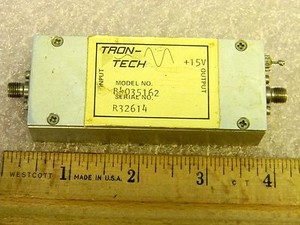 TRON-
TECH
INPUT
+15V
OUTPUT
MODEL NO.
SERIAL NO.
R32614
1 2 3 4
WESTCOTT MADE IN U.S.A.